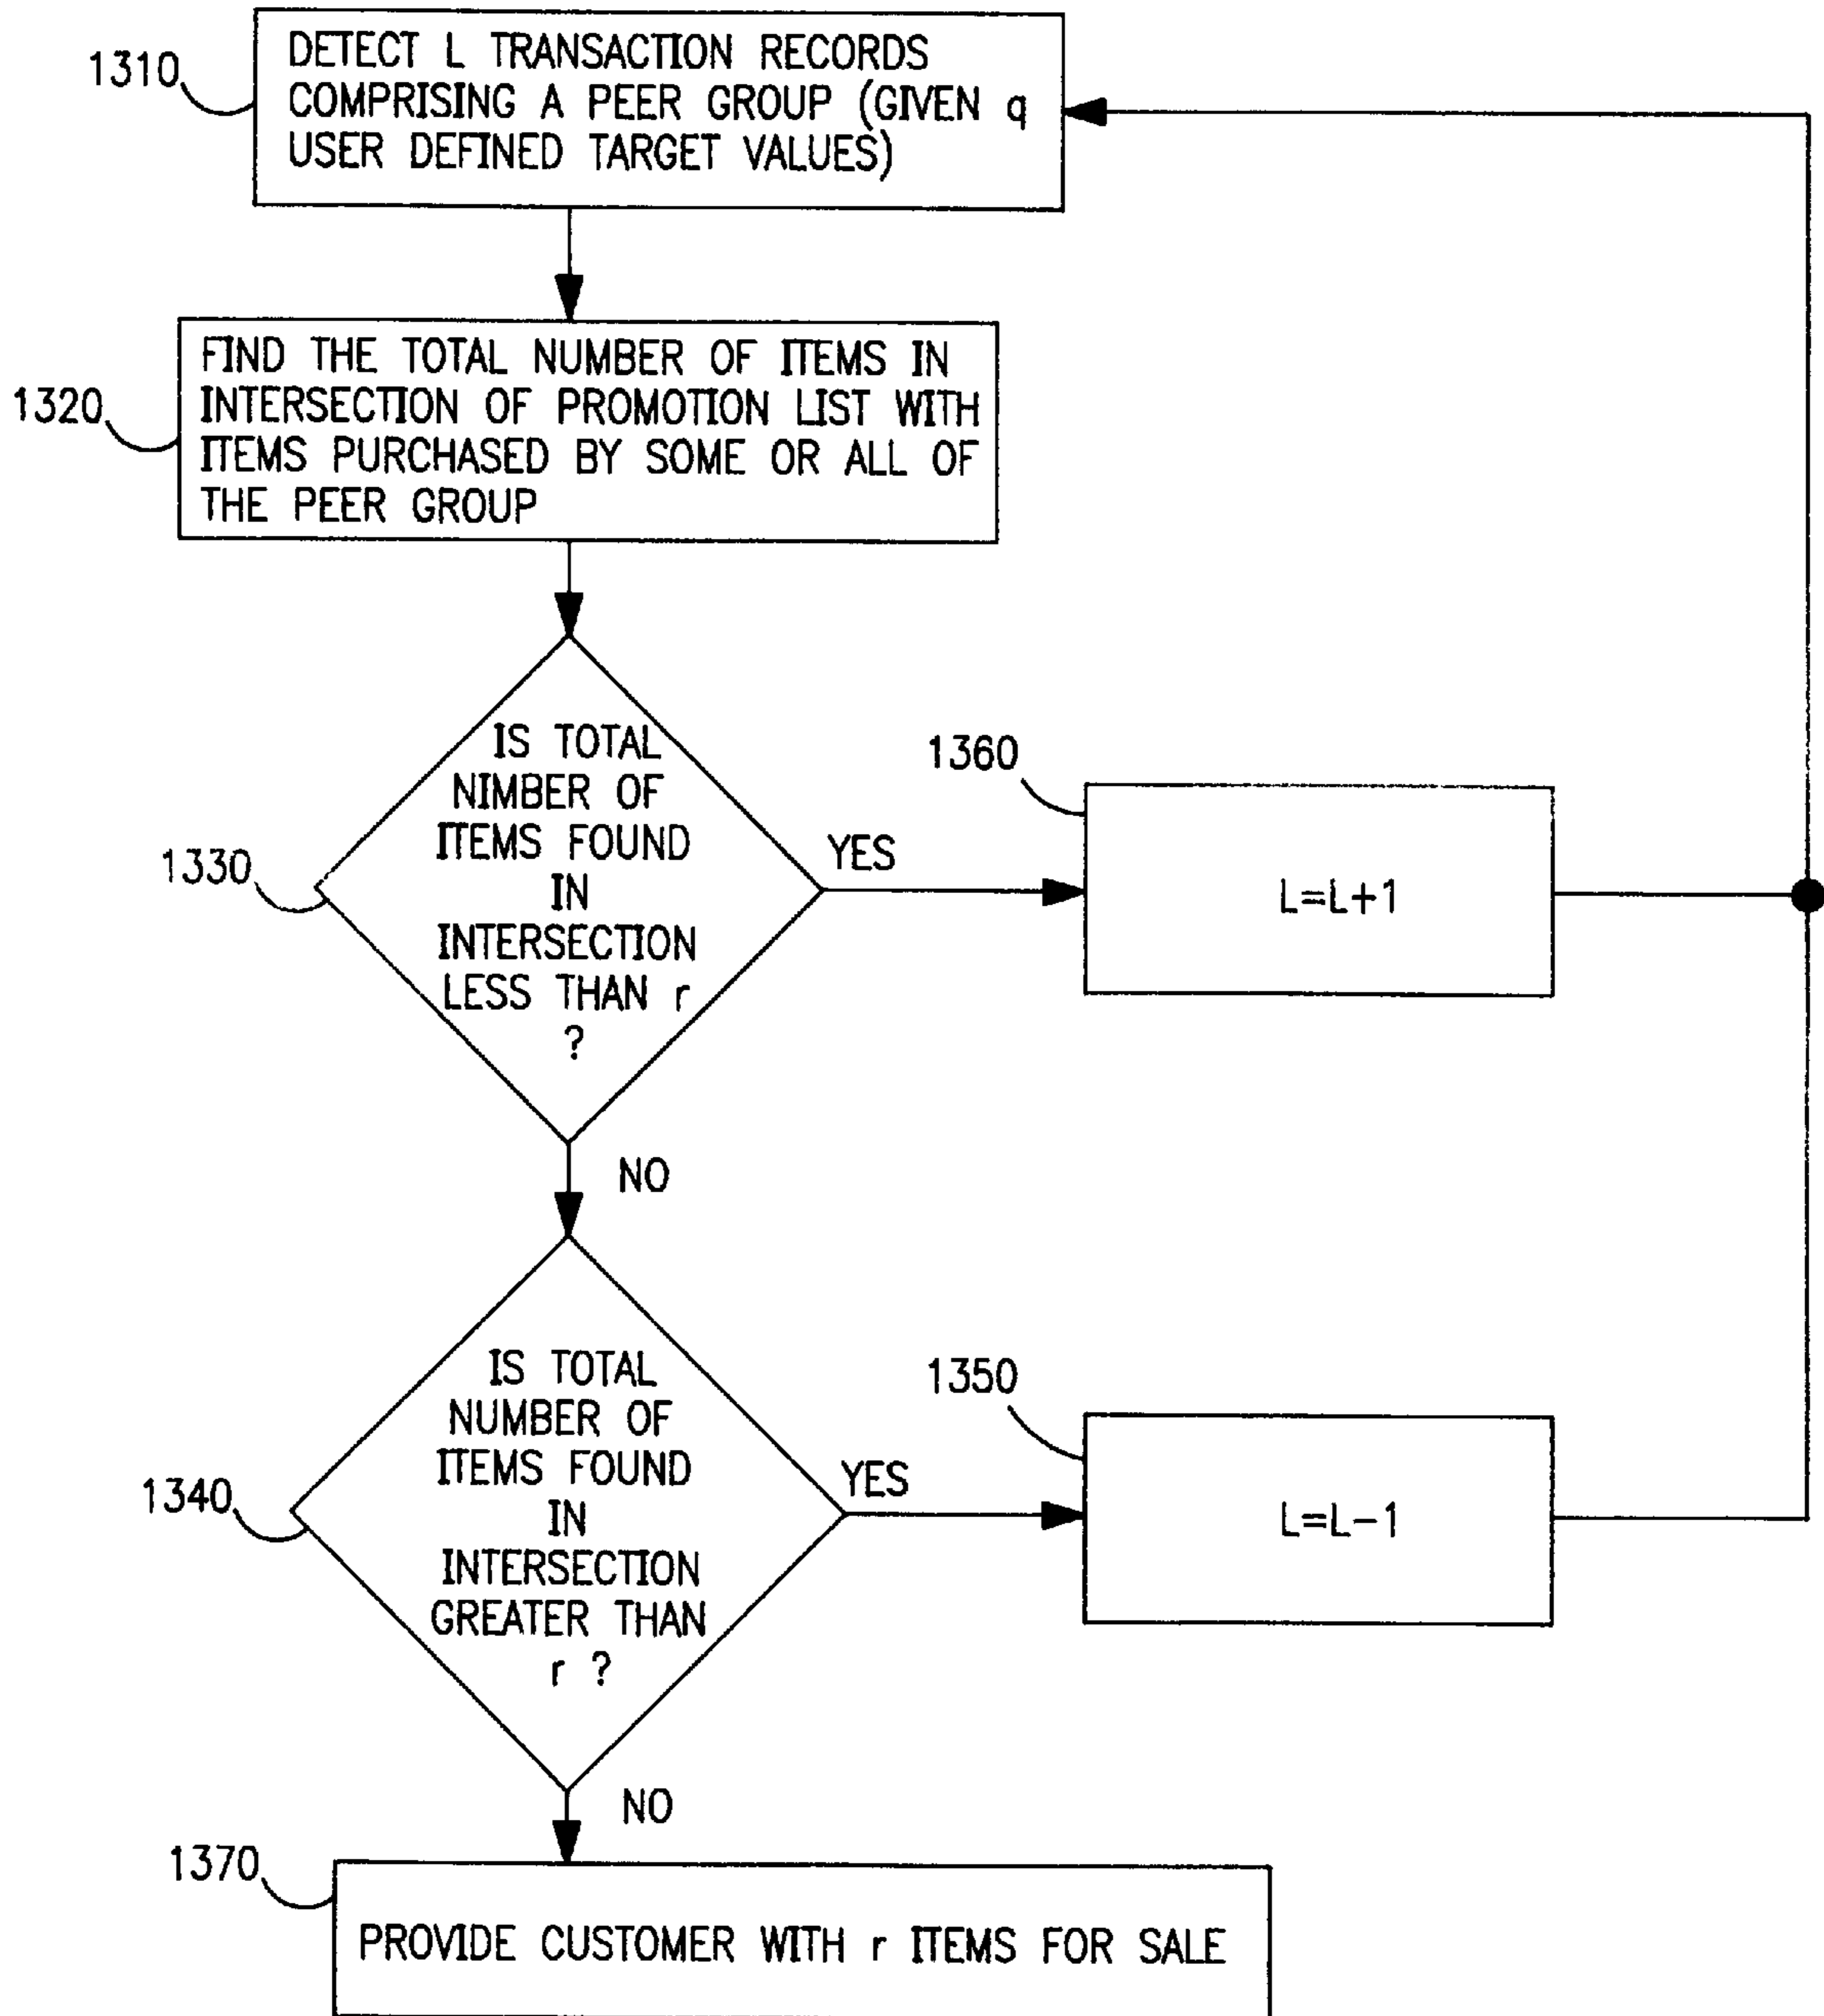 1310
DETECT L TRANSACTION RECORDS
COMPRISING A PEER GROUP (GIVEN q
USER DEFINED TARGET VALUES)
1320
FIND THE TOTAL NUMBER OF ITEMS IN
INTERSECTION OF PROMOTION LIST WITH
ITEMS PURCHASED BY SOME OR ALL OF
THE PEER GROUP
1330
IS TOTAL
NIMBER OF
ITEMS FOUND
IN
INTERSECTION
LESS THAN r
?
YES
1360
L=L+1
NO
1340
IS TOTAL
NUMBER OF
ITEMS FOUND
IN
INTERSECTION
GREATER THAN
r ?
YES
1350
L=L-1
NO
1370
PROVIDE CUSTOMER WITH r ITEMS FOR SALE